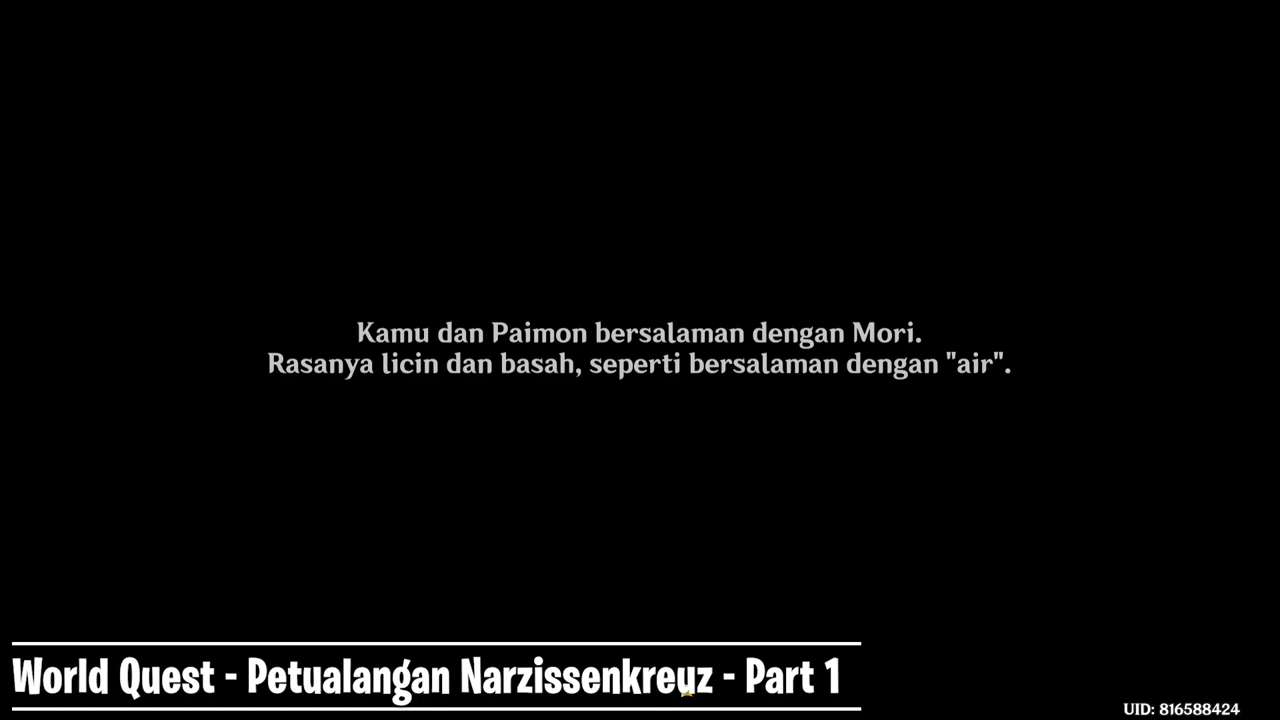 Kamu dan Paimon bersalaman dengan Mori.
Rasanya licin dan basah, seperti bersalaman dengan "air".
World Quest - Petualangan Narzissenkreuz - Part 1
UID: 816588424